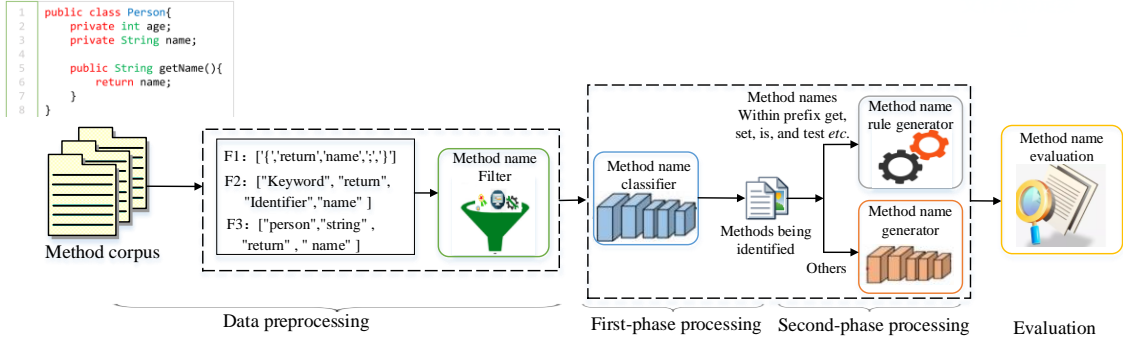 1 public class Person{
2 private int age;
3 private String name;
4
5 public String getName(){
6 return name;
7 }
8 }
Method corpus
F1：['{','return','name',';','}']
F2：["Keyword", "return",
"Identifier","name" ]
F3：["person","string" ,
"return" , " name" ]
Method name
Filter
Method name
classifier
Methods being
identified
Method names
Within prefix get,
set, is, and test etc.
Others
Method name
rule generator
Method name
generator
Method name
evaluation
Data preprocessing
First-phase processing
Second-phase processing
Evaluation